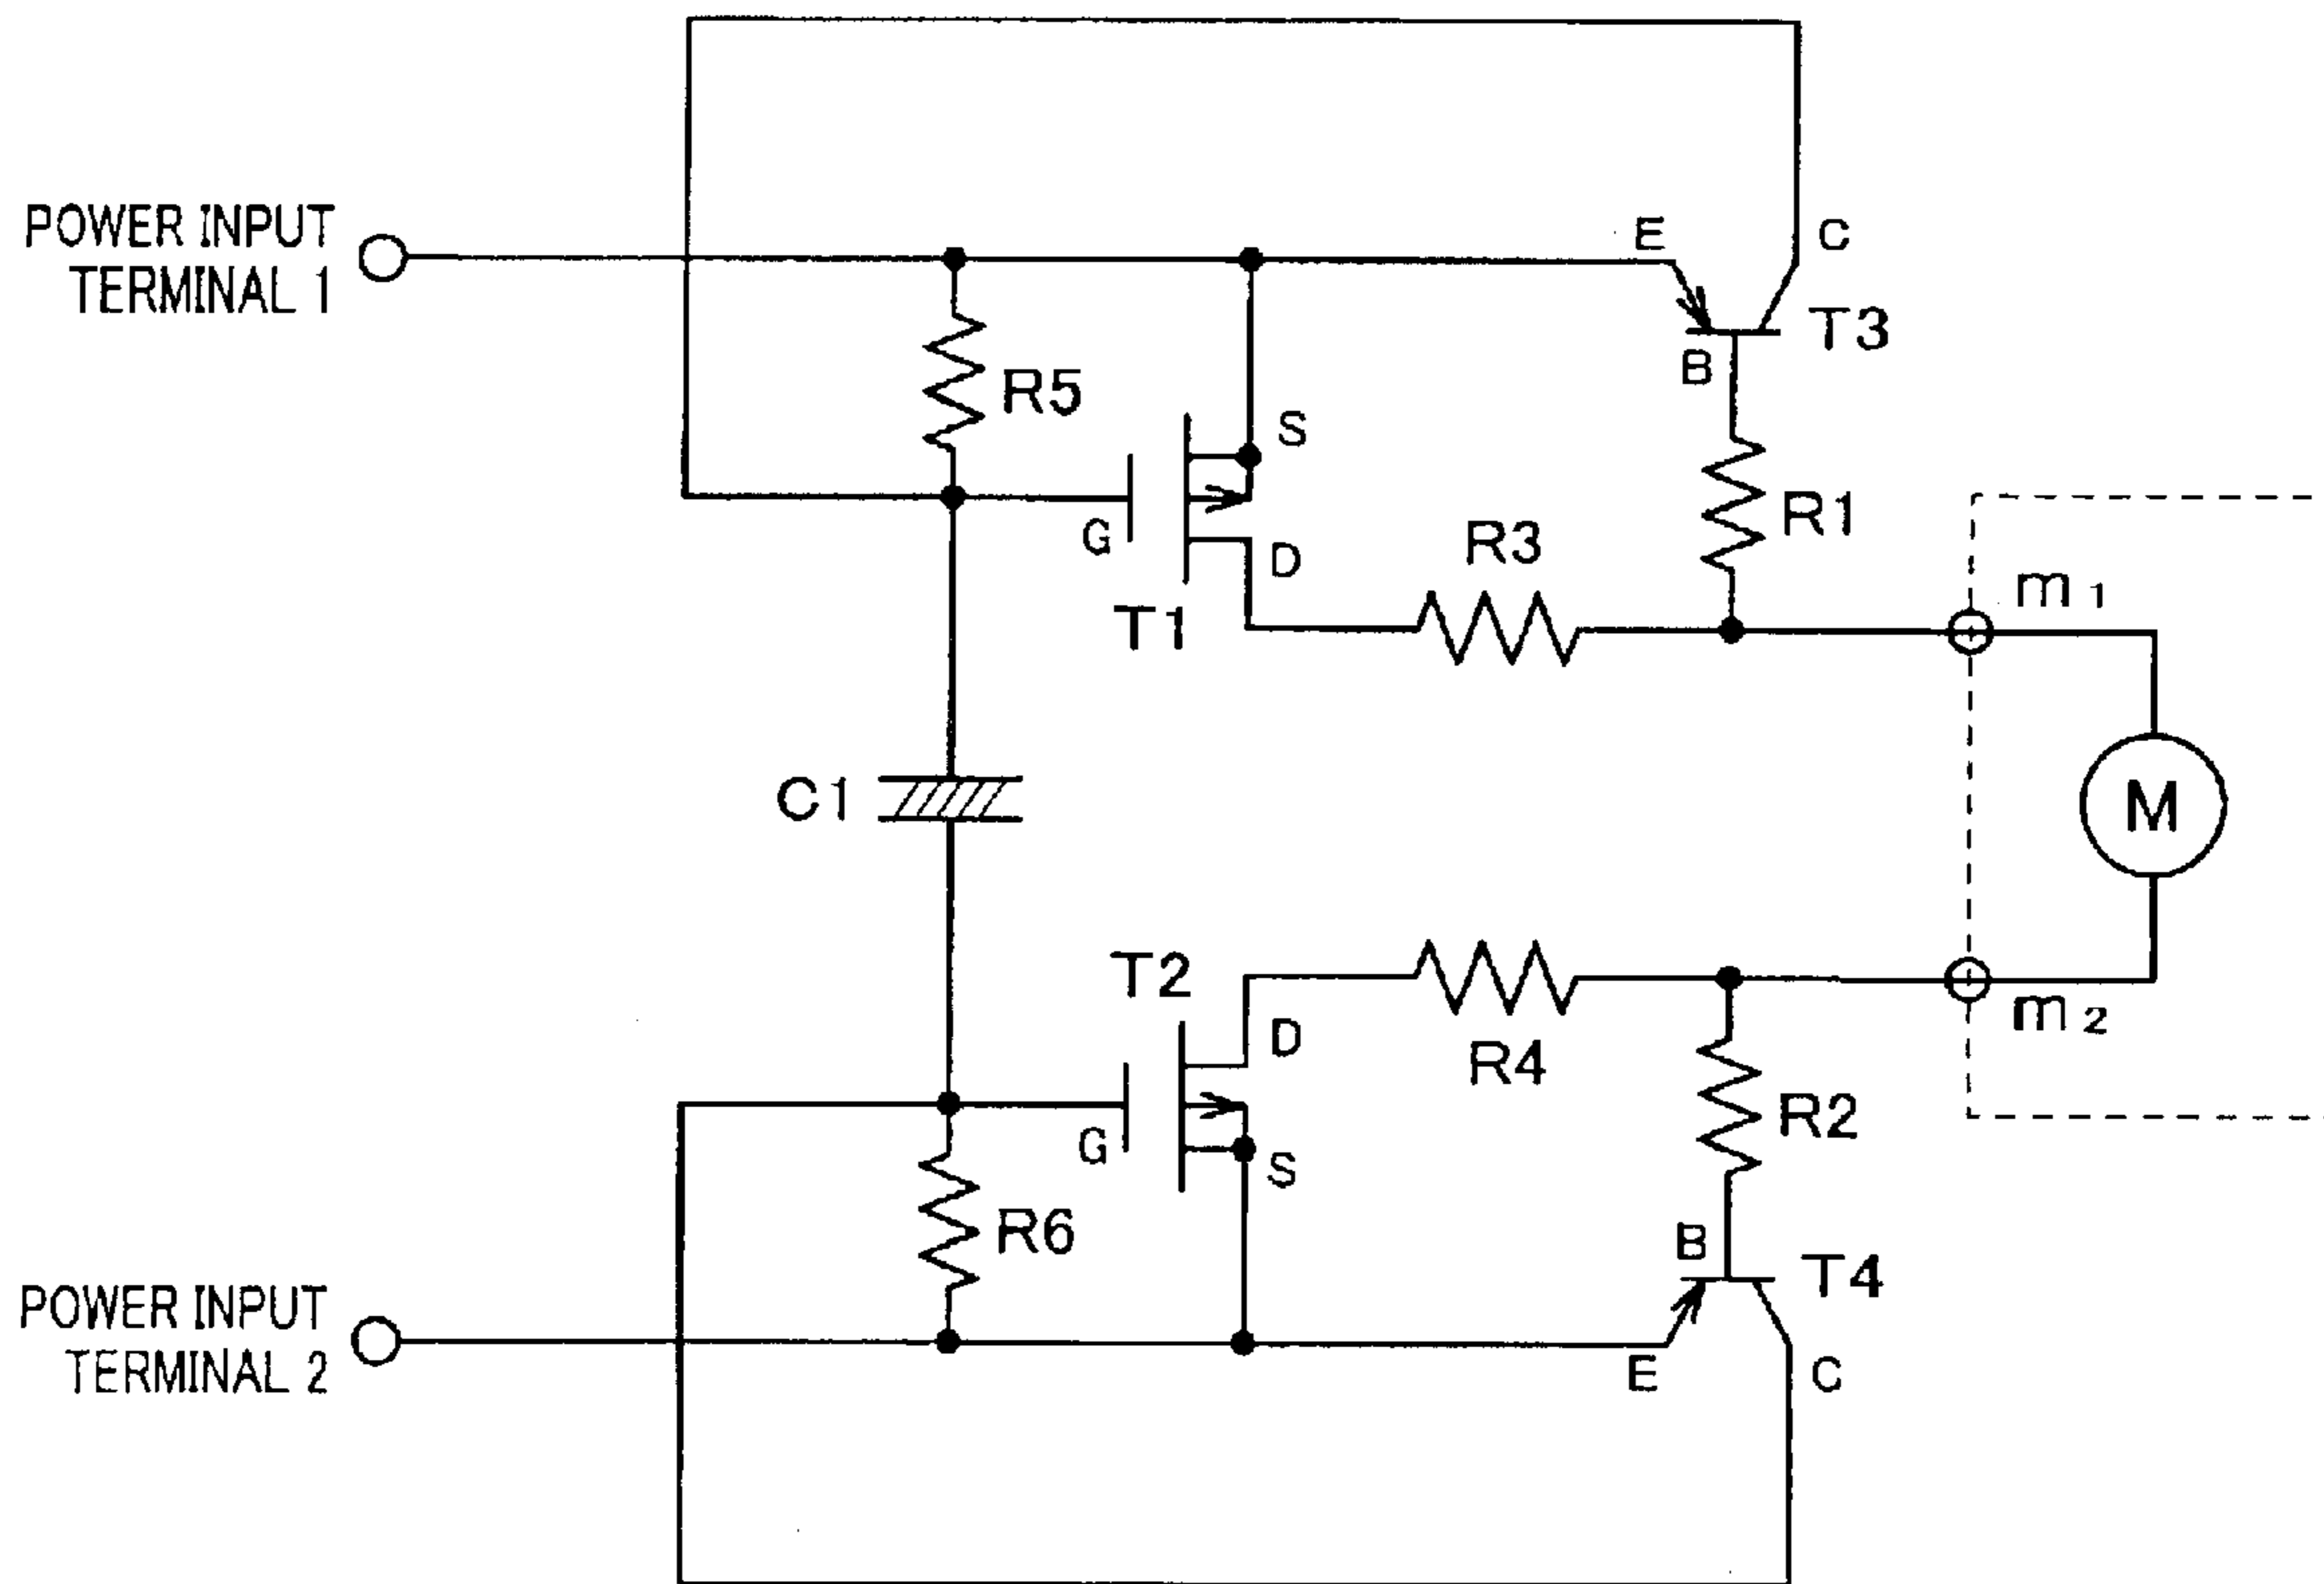 POWER INPUT
TERMINAL 1
E
C
T3
B
R5
S
G
D
T1
R3
R1
m1
C1
M
T2
D
R4
m2
G
S
R2
R6
B
T4
POWER INPUT
TERMINAL 2
E
C